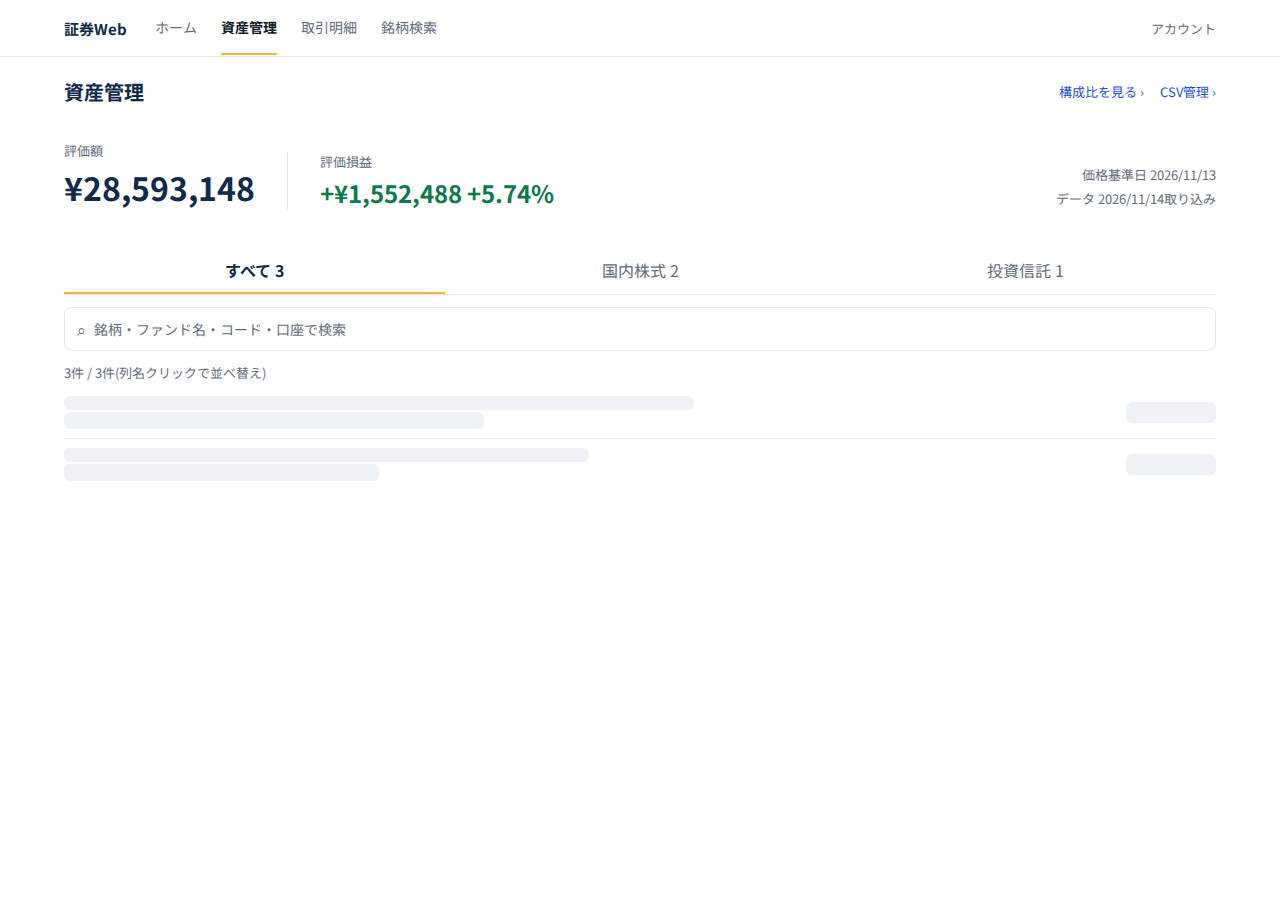 証券Web ホーム 資産管理 取引明細 銘柄検索 アカウント
資産管理 構成比を見る › CSV管理 ›
評価額
¥28,593,148
評価損益
+¥1,552,488 +5.74%
価格基準日 2026/11/13
データ 2026/11/14取り込み
すべて 3 国内株式 2 投資信託 1
⌕ 銘柄・ファンド名・コード・口座で検索
3件 / 3件(列名クリックで並べ替え)